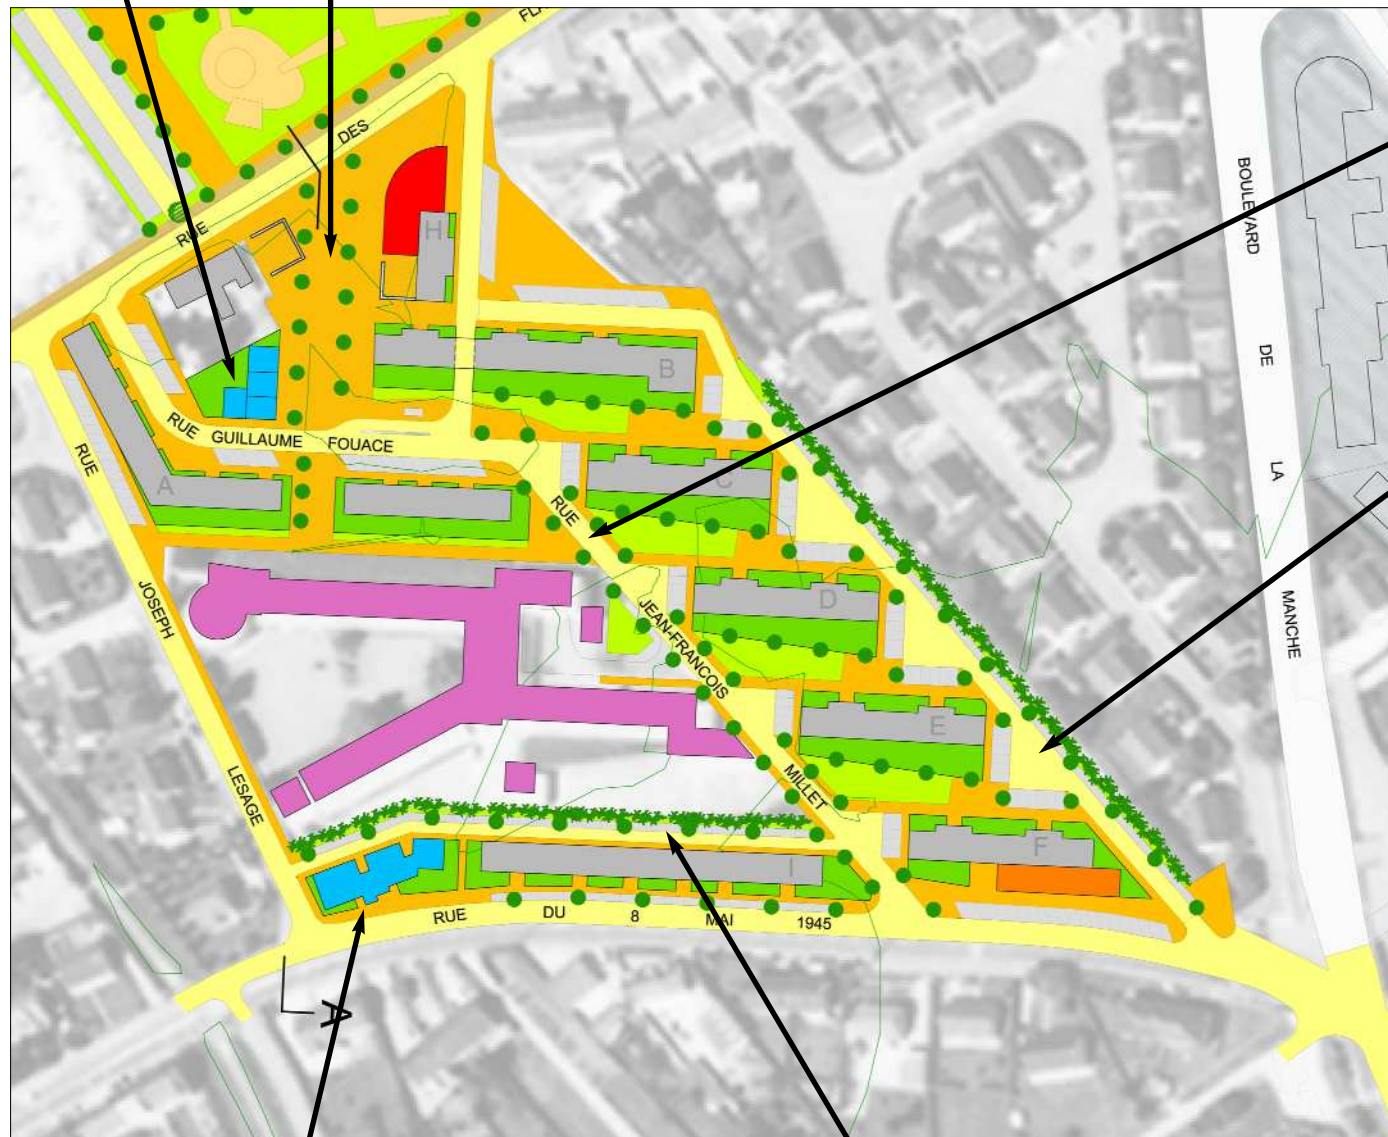 FLA
RUE DES
H
B
BOULEVARD DE LA MANCHE
A
RUE GUILLAUME FOUACE
C
RUE JOSEPH LESAGE
RUE JEAN-FRANCOIS MILLET
D
E
F
I
RUE DU 8 MAI 1945
A